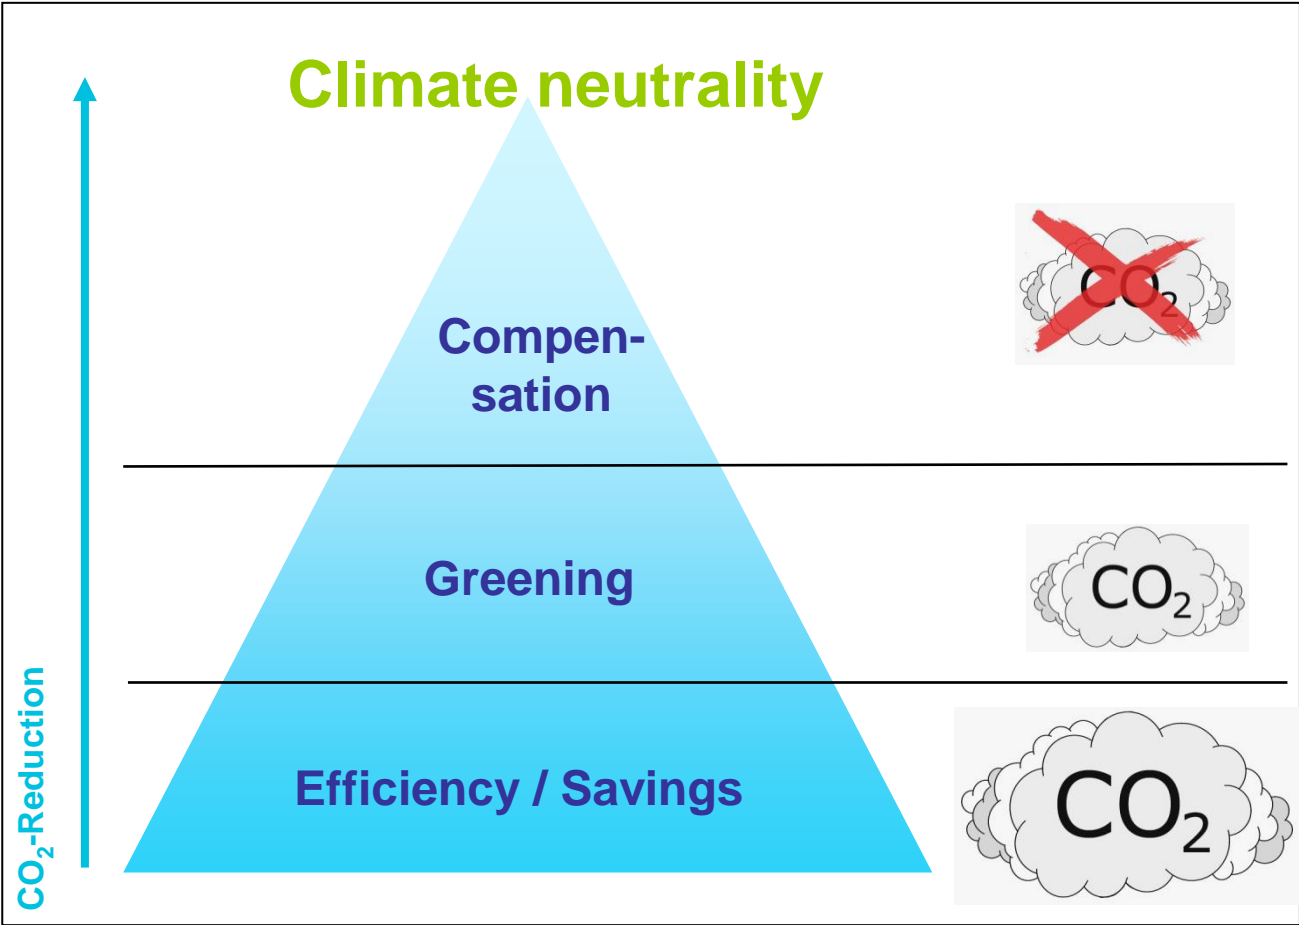 Climate neutrality
CO₂
Compen-
sation
CO₂
Greening
CO₂
Efficiency / Savings
CO₂-Reduction